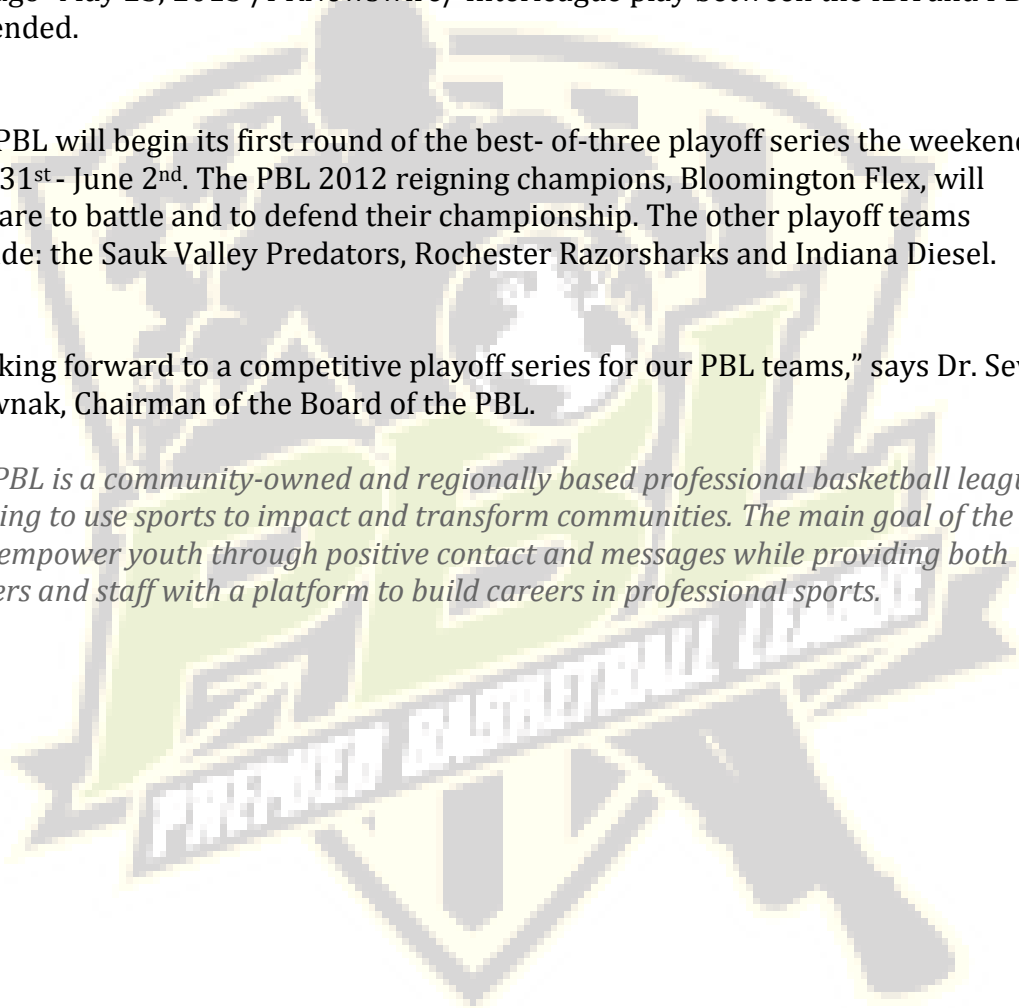 May 2013 /PRNewswire/ Interleague play between the IBA and
ended.
PBL will begin its first round of the best- of-three playoff series the weekend
31st - June 2nd. The PBL 2012 reigning champions, Bloomington Flex, will
are to battle and to defend their championship. The other playoff teams
de: the Sauk Valley Predators, Rochester Razorsharks and Indiana Diesel.
king forward to a competitive playoff series for our PBL teams,” says Dr. Se
wnak, Chairman of the Board of the PBL.
PBL is a community-owned and regionally based professional basketball leagu
ing to use sports to impact and transform communities. The main goal of the
empower youth through positive contact and messages while providing both
ers and staff with a platform to build careers in professional sports.
PBL
PREMIER BASKETBALL LEAGUE